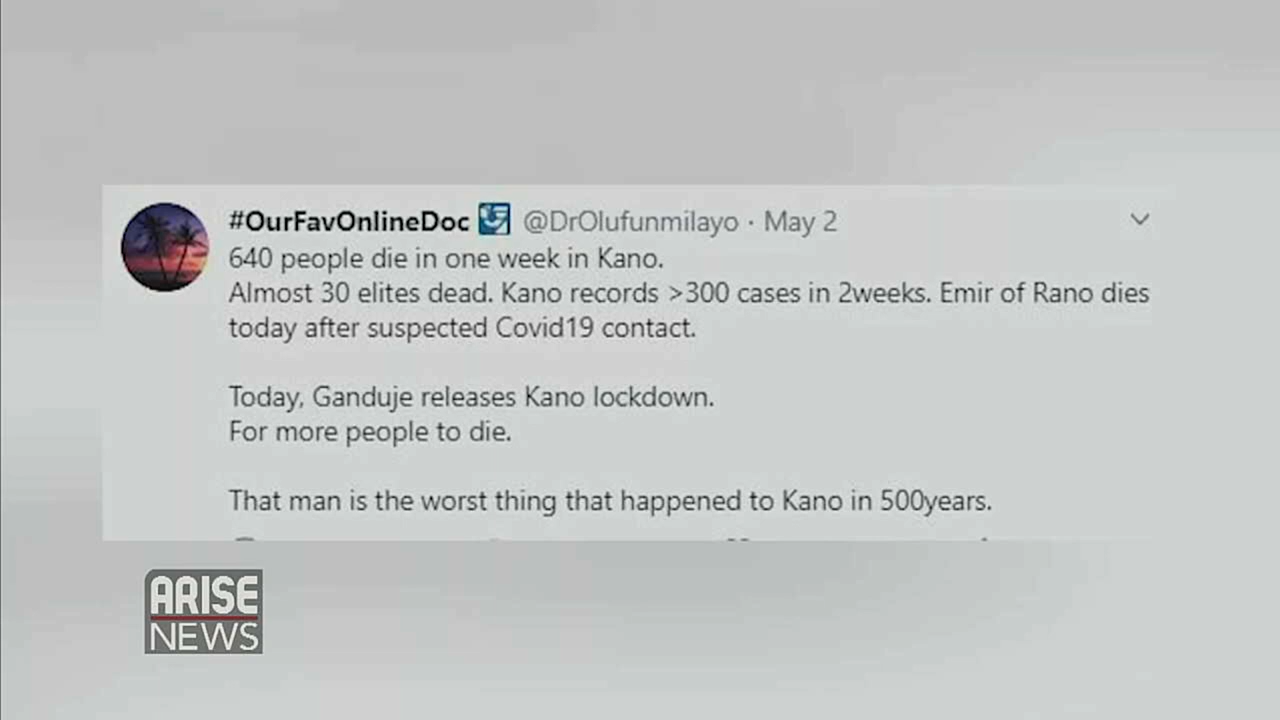 #OurFavOnlineDoc @DrOlufunmilayo · May 2
640 people die in one week in Kano.
Almost 30 elites dead. Kano records >300 cases in 2weeks. Emir of Rano dies
today after suspected Covid19 contact.
Today, Ganduje releases Kano lockdown.
For more people to die.
That man is the worst thing that happened to Kano in 500years.
ARISE
NEWS